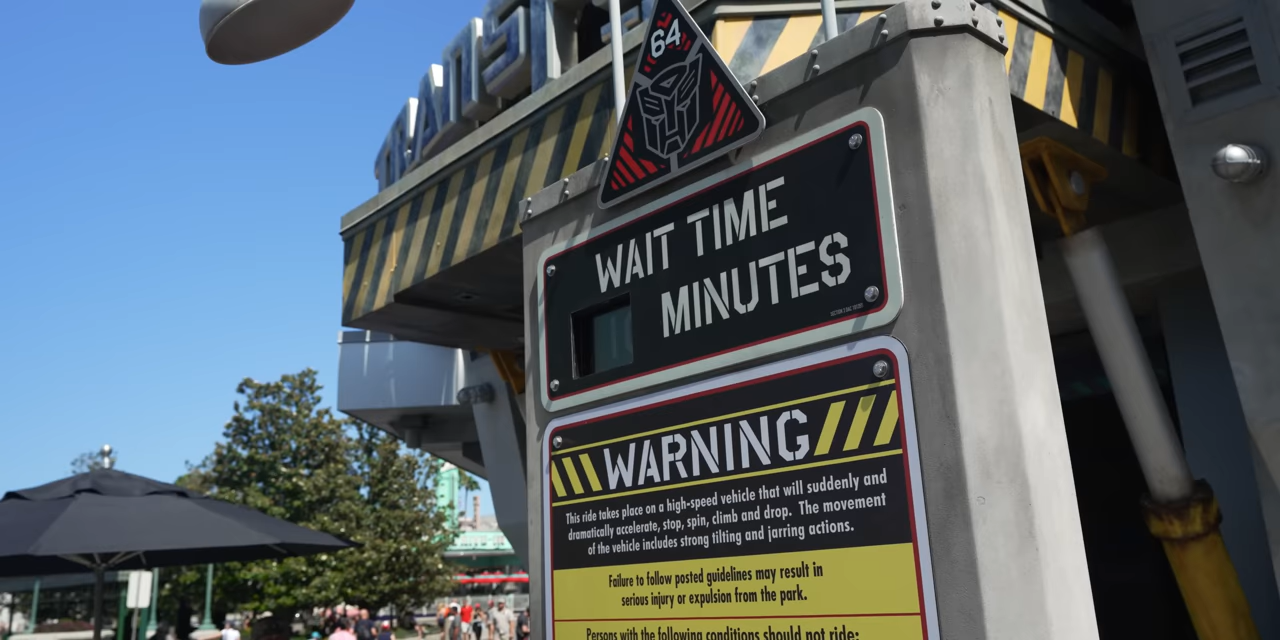 TRANSF
64
WAIT TIME
MINUTES
WARNING
This ride takes place on a high-speed vehicle that will suddenly and
dramatically accelerate, stop, spin, climb and drop. The movement
of the vehicle includes strong tilting and jarring actions.
Failure to follow posted guidelines may result in
serious injury or expulsion from the park.
Persons with the following conditions should not ride: